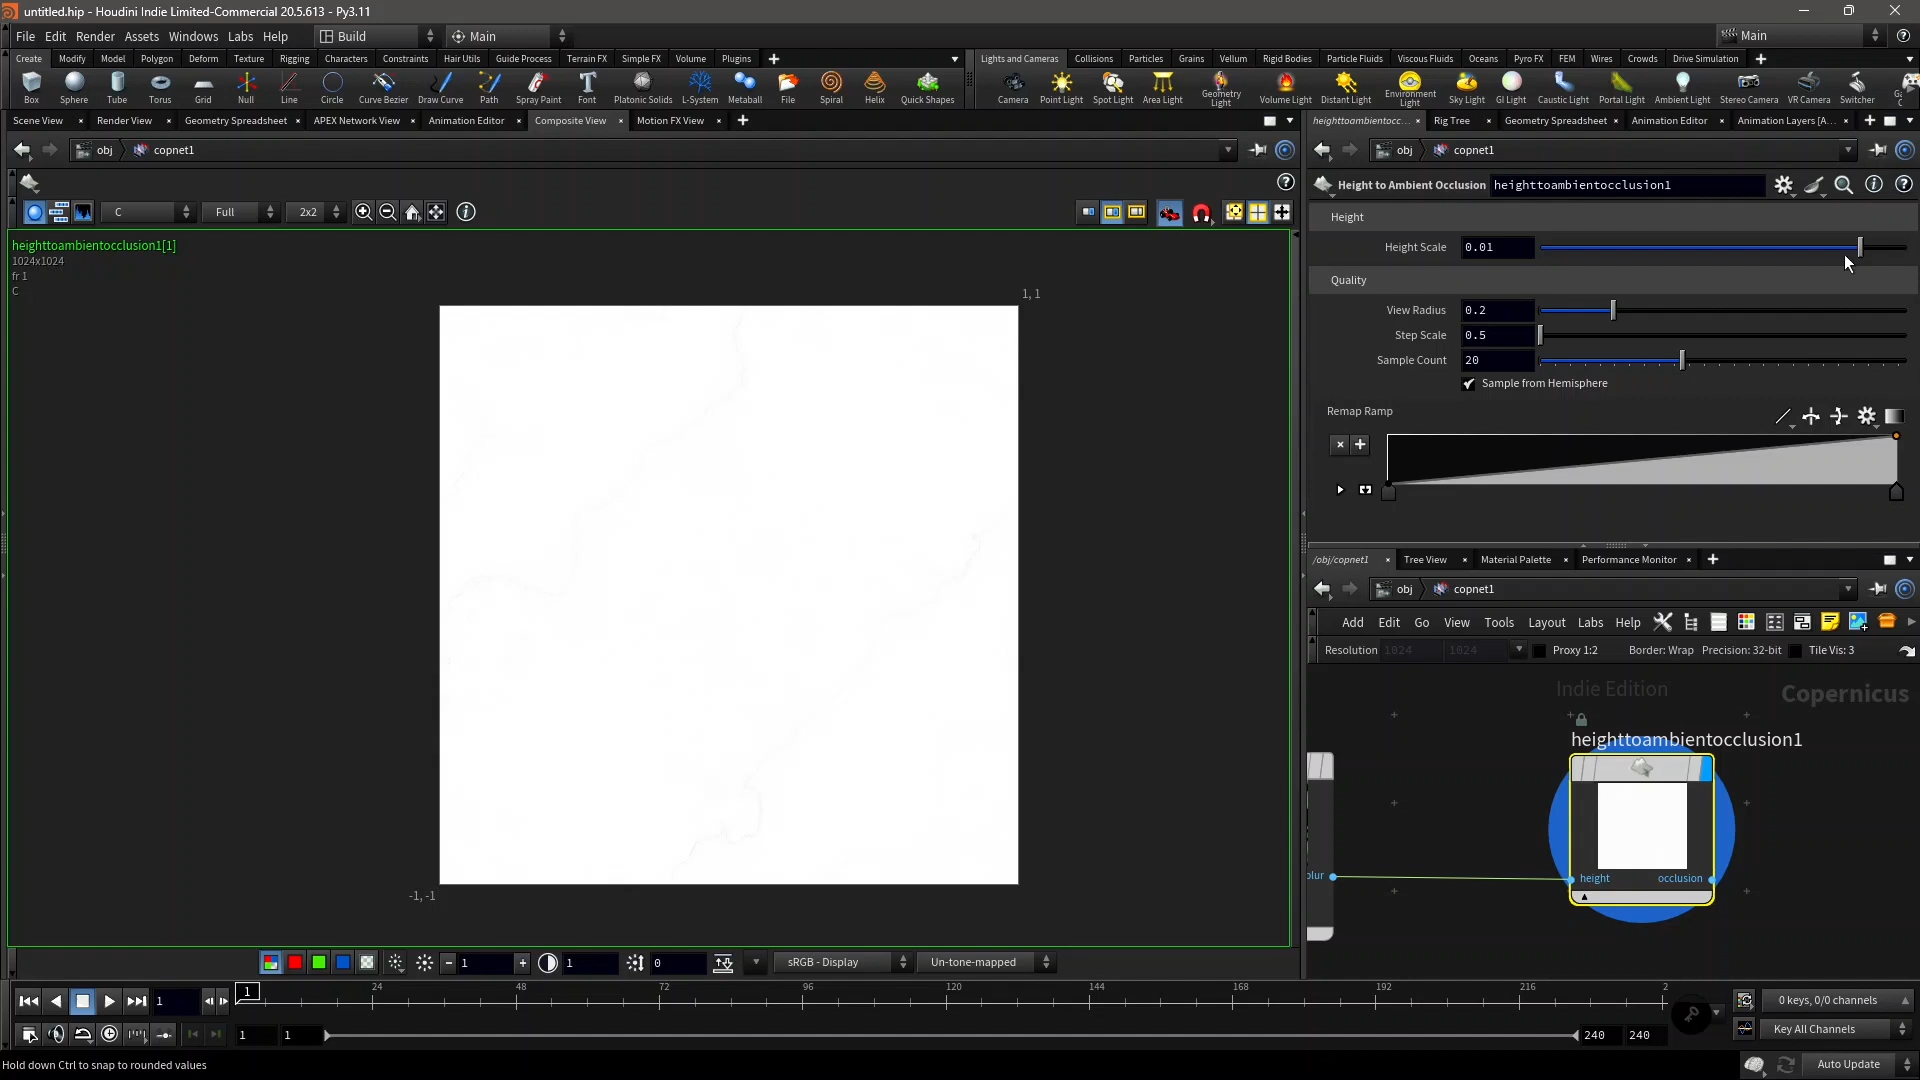 untitled.hip - Houdini Indie Limited-Commercial 20.5.613 - Py3.11
File Edit Render Assets Windows Labs Help Build Main Main
Create Modify Model Polygon Deform Texture Rigging Characters Constraints Hair Utils Guide Process Terrain FX Simple FX Volume Plugins
Lights and Cameras Collisions Particles Grains Vellum Rigid Bodies Particle Fluids Viscous Fluids Oceans Pyro FX FEM Wires Crowds Drive Simulation
Box Sphere Tube Torus Grid Null Line Circle Curve Bezier Draw Curve Path Spray Paint Font Platonic Solids L-System Metaball File Spiral Helix Quick Shapes
Camera Point Light Spot Light Area Light Geometry Light Volume Light Distant Light Environment Light Sky Light GI Light Caustic Light Portal Light Ambient Light Stereo Camera VR Camera Switcher
Scene View Render View Geometry Spreadsheet APEX Network View Animation Editor Composite View Motion FX View
heighttoambientocc... Rig Tree Geometry Spreadsheet Animation Editor Animation Layers [A...
obj copnet1
obj copnet1
Height to Ambient Occlusion heighttoambientocclusion1
C Full 2x2
Height
heighttoambientocclusion1[1]
1024x1024
fr 1
C
1, 1
-1, -1
Height Scale 0.01
Quality
View Radius 0.2
Step Scale 0.5
Sample Count 20
Sample from Hemisphere
Remap Ramp
/obj/copnet1 Tree View Material Palette Performance Monitor
obj copnet1
Add Edit Go View Tools Layout Labs Help
Resolution 1024 1024 Proxy 1:2 Border: Wrap Precision: 32-bit Tile Vis: 3
Indie Edition Copernicus
heighttoambientocclusion1
blur height occlusion
1 1 0 sRGB - Display Un-tone-mapped
1 1 24 48 72 96 120 144 168 192 216 2
0 keys, 0/0 channels
1 1 240 240 Key All Channels
Hold down Ctrl to snap to rounded values Auto Update